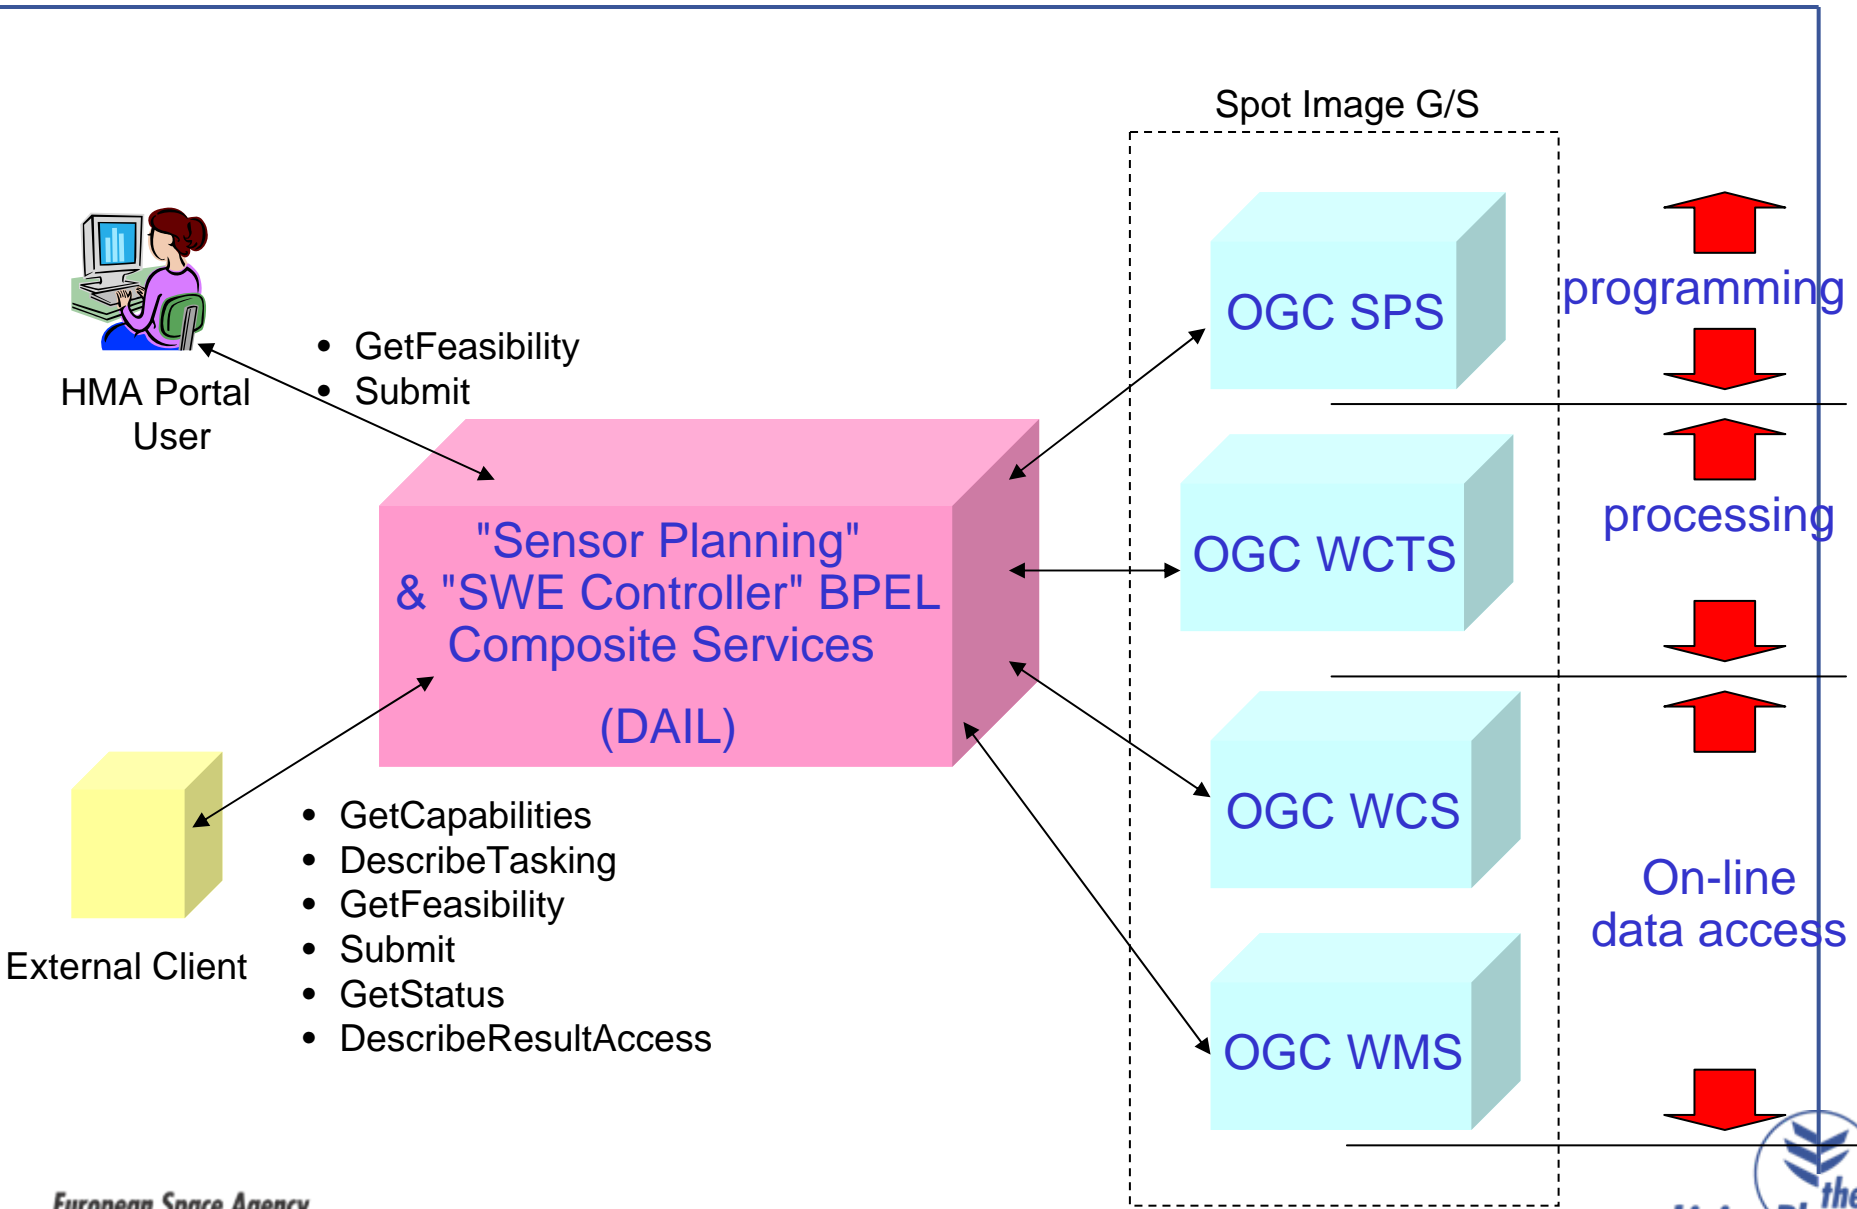 Spot Image G/S
HMA Portal
User
• GetFeasibility
• Submit
"Sensor Planning"
& "SWE Controller" BPEL
Composite Services
(DAIL)
External Client
• GetCapabilities
• DescribeTasking
• GetFeasibility
• Submit
• GetStatus
• DescribeResultAccess
OGC SPS
OGC WCTS
OGC WCS
OGC WMS
programming
processing
On-line
data access
European Space Agency
the